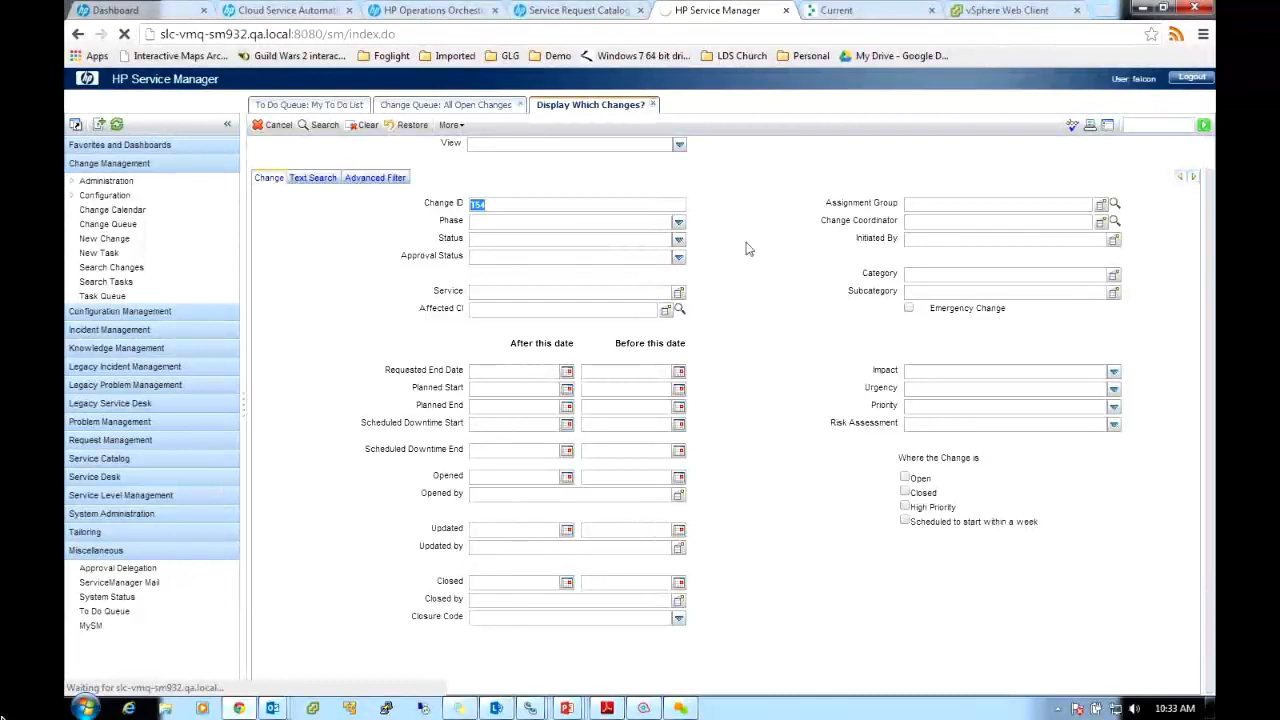 Dashboard
Cloud Service Automat
HP Operations Orchestr
Service Request Catalog
HP Service Manager
Current
vSphere Web Client
slc-vmq-sm932.qa.local:8080/sm/index.do
Apps
Interactive Maps Arc...
Guild Wars 2 interac...
Foglight
Imported
GLG
Demo
Windows 7 64 bit dri...
LDS Church
Personal
My Drive - Google D...
hp
HP Service Manager
User: falcon
Logout
To Do Queue: My To Do List
Change Queue: All Open Changes
Display Which Changes?
Cancel
Search
Clear
Restore
More
Favorites and Dashboards
Change Management
Administration
Configuration
Change Calendar
Change Queue
New Change
New Task
Search Changes
Search Tasks
Task Queue
Configuration Management
Incident Management
Knowledge Management
Legacy Incident Management
Legacy Problem Management
Legacy Service Desk
Problem Management
Request Management
Service Catalog
Service Desk
Service Level Management
System Administration
Tailoring
Miscellaneous
Approval Delegation
ServiceManager Mail
System Status
To Do Queue
MySM
View
Change
Text Search
Advanced Filter
Change ID
T54
Phase
Status
Approval Status
Service
Affected CI
Assignment Group
Change Coordinator
Initiated By
Category
Subcategory
Emergency Change
After this date
Before this date
Requested End Date
Planned Start
Planned End
Scheduled Downtime Start
Scheduled Downtime End
Opened
Opened by
Updated
Updated by
Closed
Closed by
Closure Code
Impact
Urgency
Priority
Risk Assessment
Where the Change is
Open
Closed
High Priority
Scheduled to start within a week
Waiting for slc-vmq-sm932.qa.local...
10:33 AM